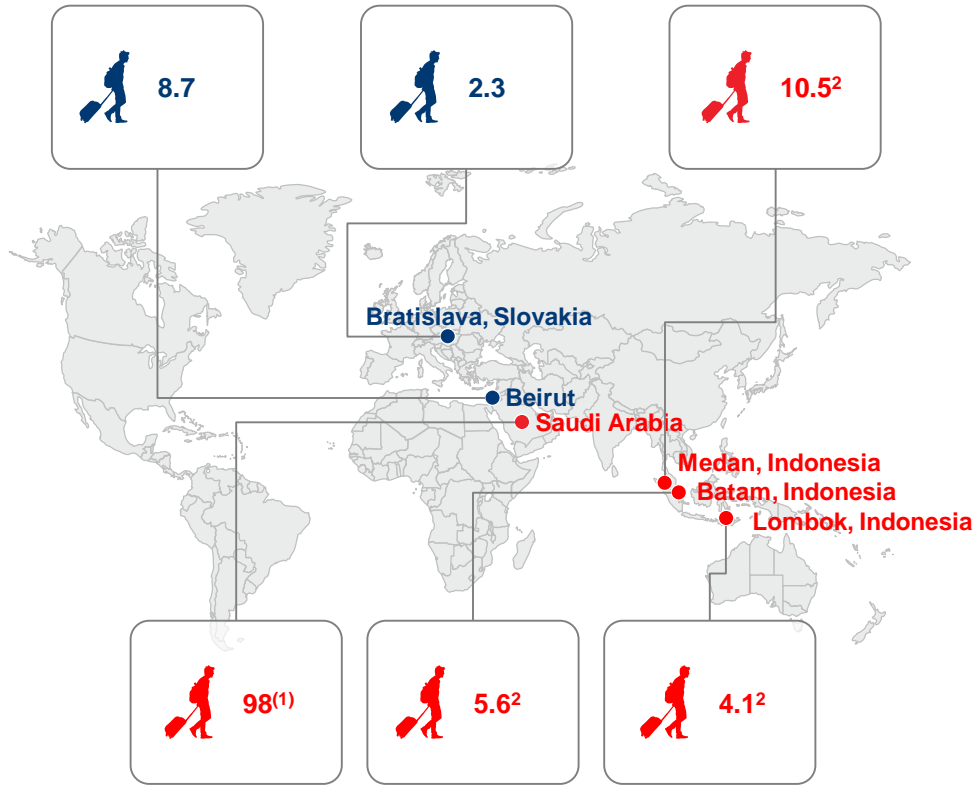 8.7
2.3
10.5²
Bratislava, Slovakia
Beirut
Saudi Arabia
Medan, Indonesia
Batam, Indonesia
Lombok, Indonesia
98⁽¹⁾
5.6²
4.1²